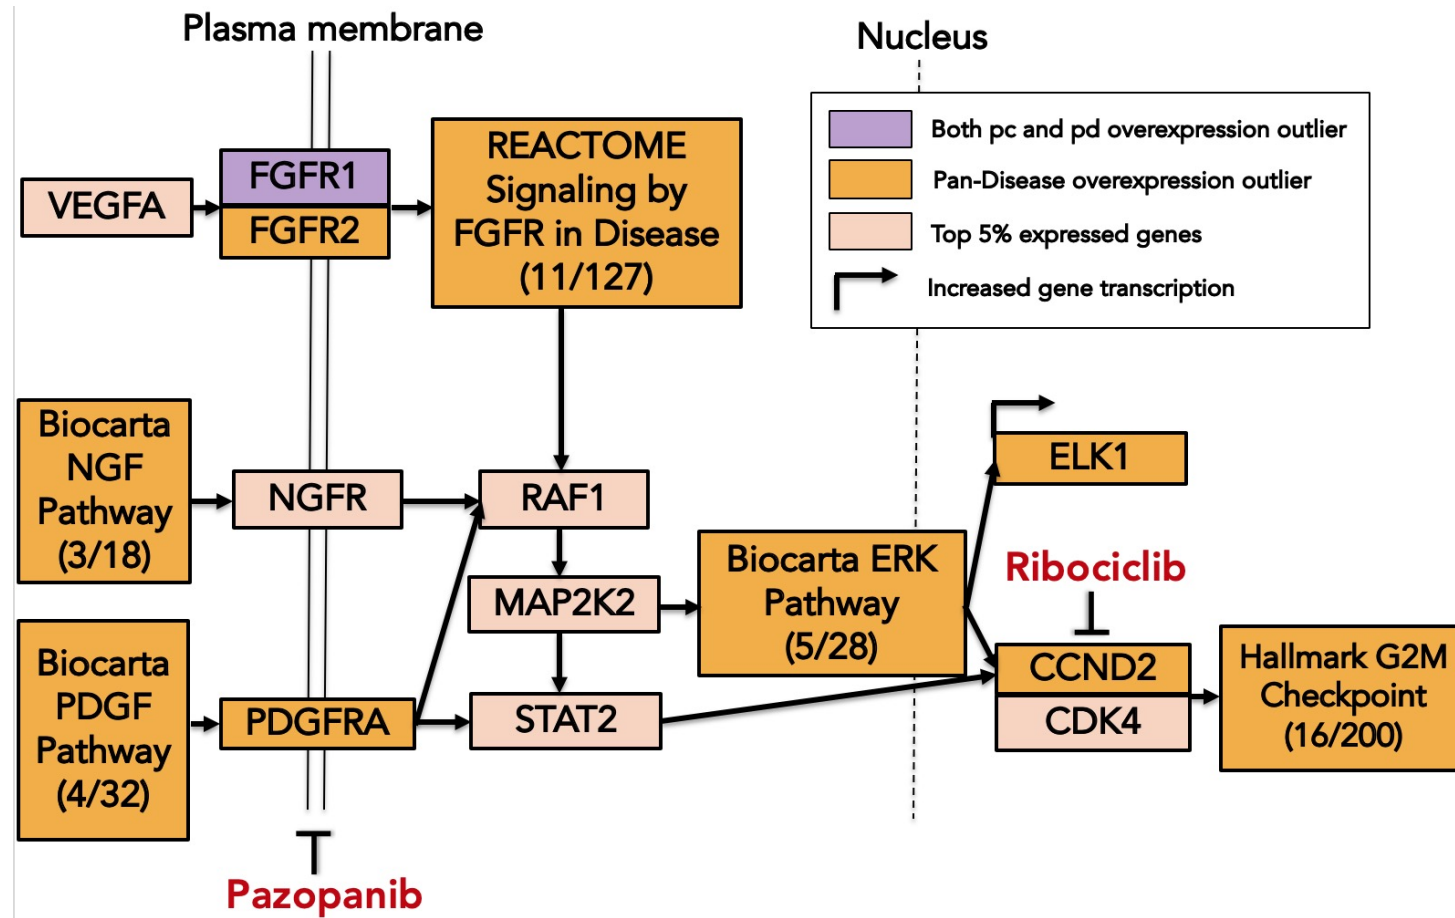 Plasma membrane
Nucleus
Both pc and pd overexpression outlier
Pan-Disease overexpression outlier
Top 5% expressed genes
Increased gene transcription
VEGFA
FGFR1
FGFR2
REACTOME
Signaling by
FGFR in Disease
(11/127)
Biocarta
NGF
Pathway
(3/18)
NGFR
RAF1
MAP2K2
STAT2
Biocarta
PDGF
Pathway
(4/32)
PDGFRA
Pazopanib
Biocarta ERK
Pathway
(5/28)
ELK1
Ribociclib
CCND2
CDK4
Hallmark G2M
Checkpoint
(16/200)